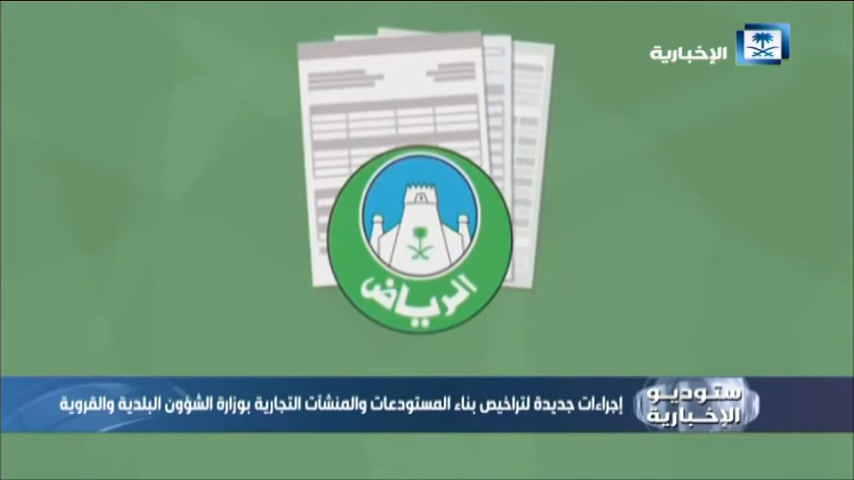 الإخبارية
الرياض
ستوديو
الإخبارية
إجراءات جديدة لتراخيص بناء المستودعات والمنشآت التجارية بوزارة الشؤون البلدية والقروية